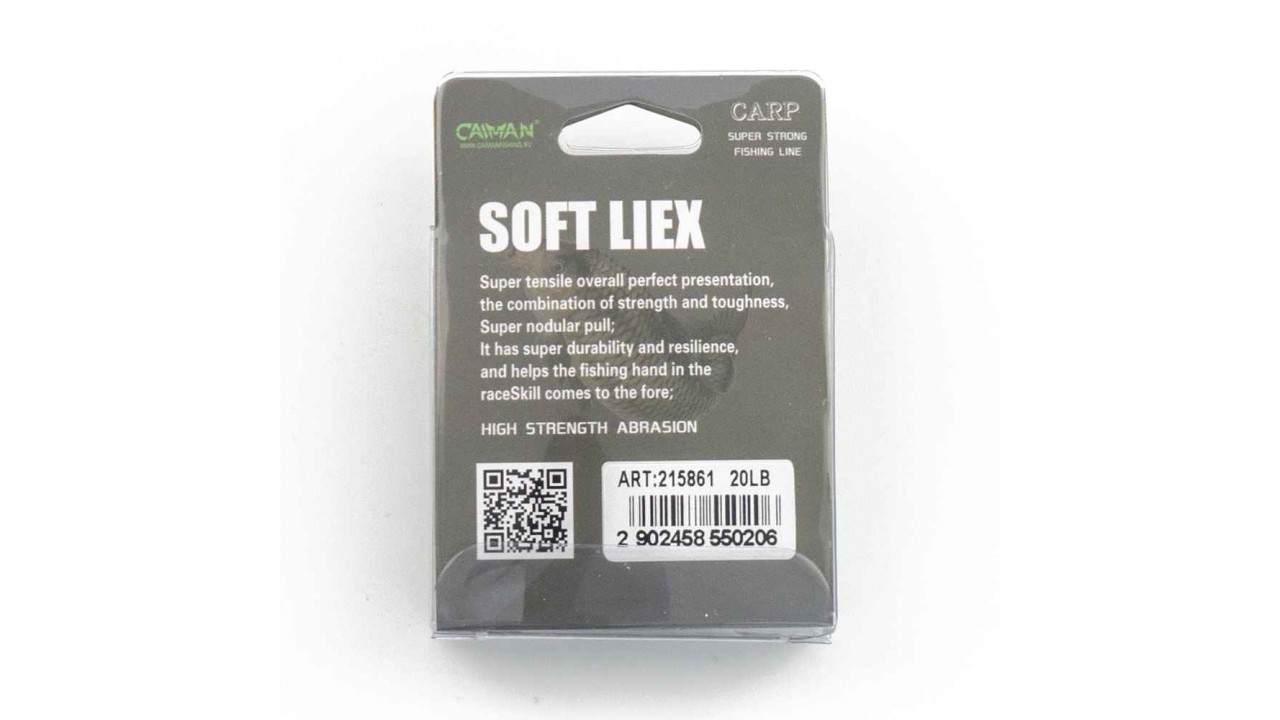 CAIMAN®
CARP
SUPER STRONG
FISHING LINE
SOFT LIEX
Super tensile overall perfect presentation,
the combination of strength and toughness,
Super nodular pull;
It has super durability and resilience,
and helps the fishing hand in the
raceSkill comes to the fore;
HIGH STRENGTH ABRASION
ART:215861 20LB
2 902458 550206